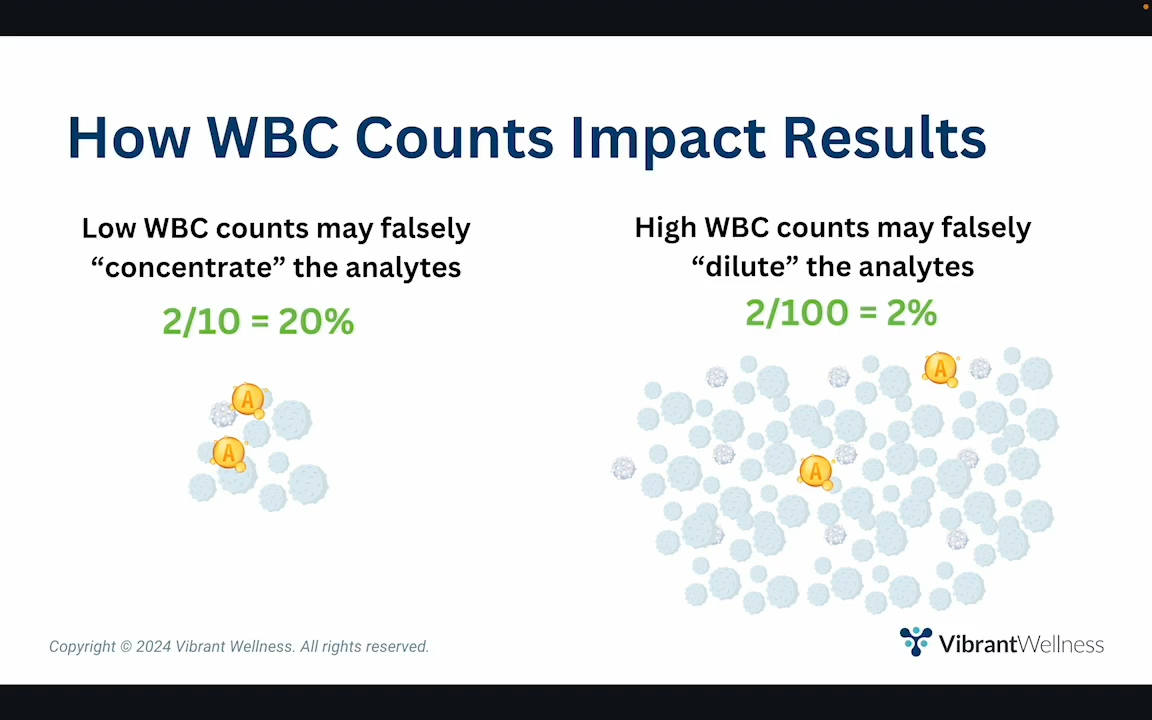 How WBC Counts Impact Results
Low WBC counts may falsely
“concentrate” the analytes
2/10 = 20%
A
A
High WBC counts may falsely
“dilute” the analytes
2/100 = 2%
A
A
Copyright © 2024 Vibrant Wellness. All rights reserved.
VibrantWellness